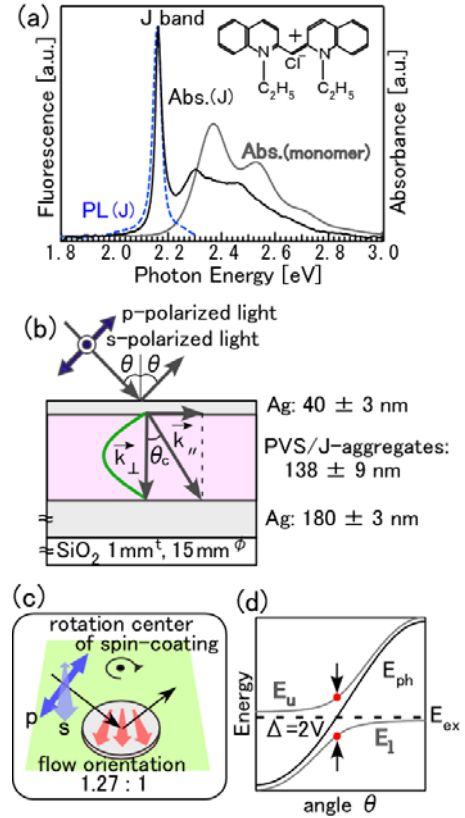 (a)
J band
+
N
Cl⁻
N
C₂H₅
C₂H₅
Abs.(J)
Abs.(monomer)
PL(J)
Fluorescence [a.u.]
Absorbance [a.u.]
1.8 2.0 2.2 2.4 2.6 2.8 3.0
Photon Energy [eV]
(b)
p-polarized light
s-polarized light
θ θ
Ag: 40 ± 3 nm
k⊥ θc k//
PVS/J-aggregates:
138 ± 9 nm
Ag: 180 ± 3 nm
SiO₂ 1mmᵗ, 15mmᶲ
(c)
rotation center
of spin-coating
p s
flow orientation
1.27 : 1
(d)
Energy
Eu
Eph
Δ=2V
Eex
El
angle θ